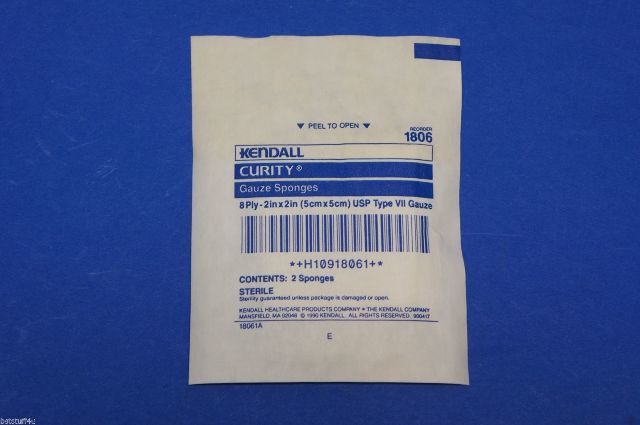 ▼ PEEL TO OPEN ▼
REORDER
1806
KENDALL
CURITY®
Gauze Sponges
8 Ply - 2in x 2in (5cm x 5cm) USP Type VII Gauze
*+H10918061+*
CONTENTS: 2 Sponges
STERILE
Sterility guaranteed unless package is damaged or open.
KENDALL HEALTHCARE PRODUCTS COMPANY • THE KENDALL COMPANY
MANSFIELD, MA 02048 © 1990 KENDALL. ALL RIGHTS RESERVED. 900417
18061A
E
botstuff4u